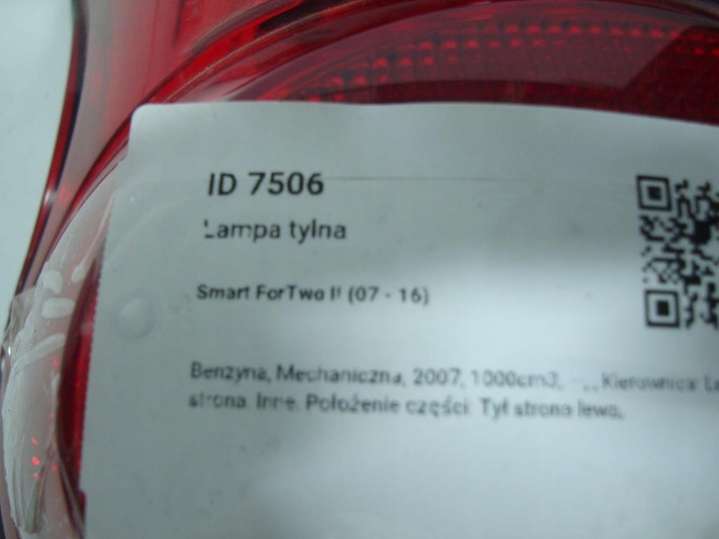 ID 7506
Lampa tylna
Smart ForTwo II (07 - 16)
Benzyna, Mechaniczna, 2007, 1000cm3, - , , Kierownica: 
strona. Inne. Położenie części: Tył strona lewa,